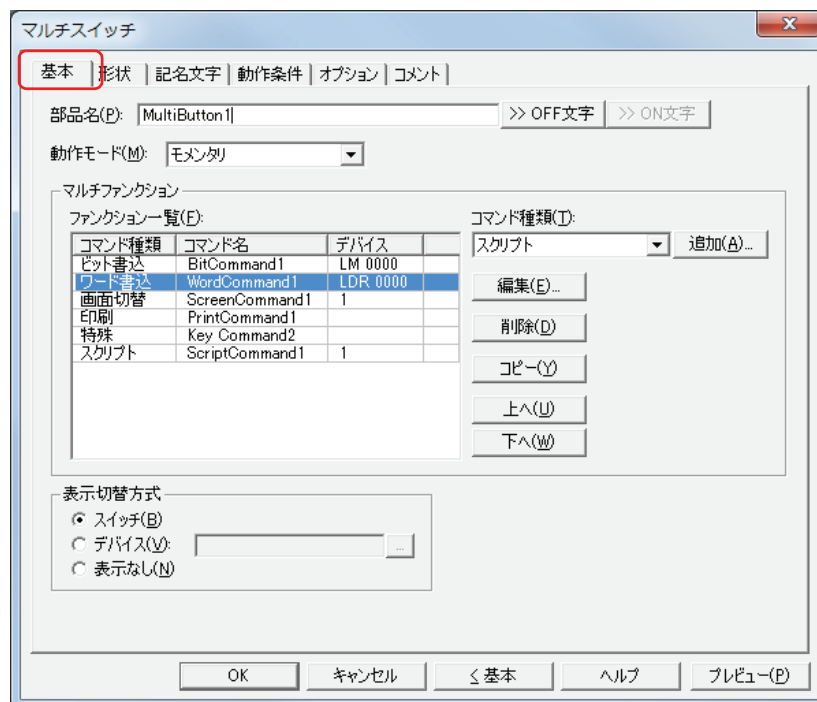 マルチスイッチ
基本 形状 記名文字 動作条件 オプション コメント
部品名(P): MultiButton1 >> OFF文字 >> ON文字
動作モード(M): モメンタリ
マルチファンクション
ファンクション一覧(F): コマンド種類(T):
コマンド種類 コマンド名 デバイス スクリプト 追加(A)...
ビット書込 BitCommand1 LM 0000
ワード書込 WordCommand1 LDR 0000 編集(E)...
画面切替 ScreenCommand1 1
印刷 PrintCommand1
特殊 Key Command2 削除(D)
スクリプト ScriptCommand1 1
コピー(Y)
上へ(U)
下へ(W)
表示切替方式
スイッチ(B)
デバイス(V): ...
表示なし(N)
OK キャンセル < 基本 ヘルプ プレビュー(P)